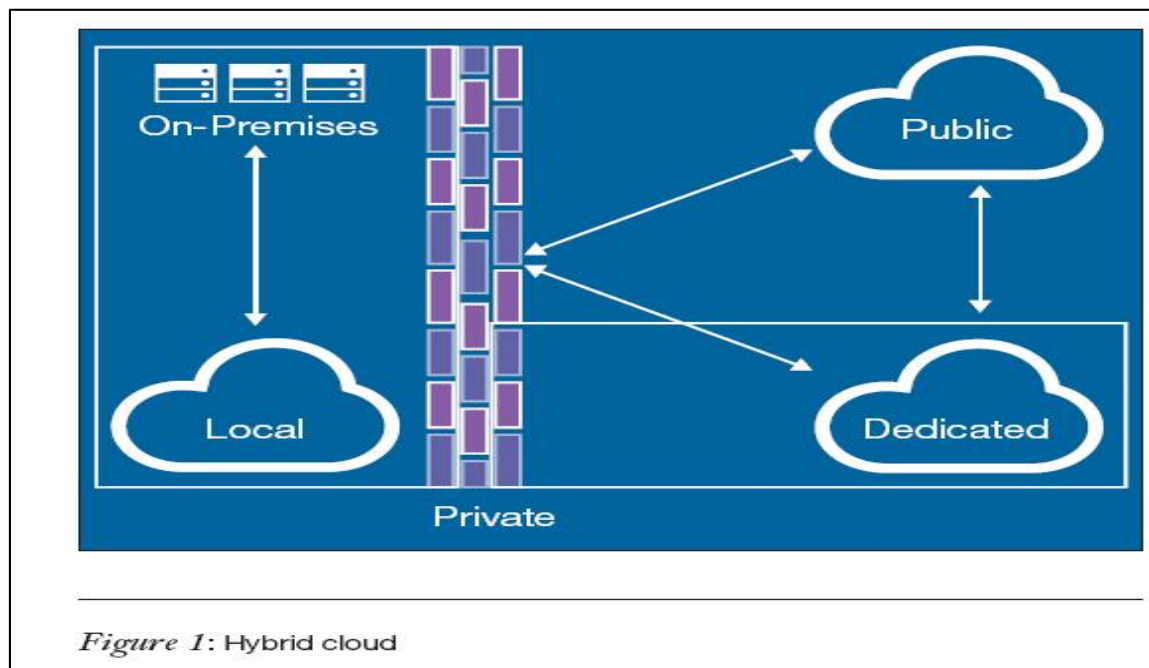 On-Premises
Public
Local
Dedicated
Private
Figure 1: Hybrid cloud